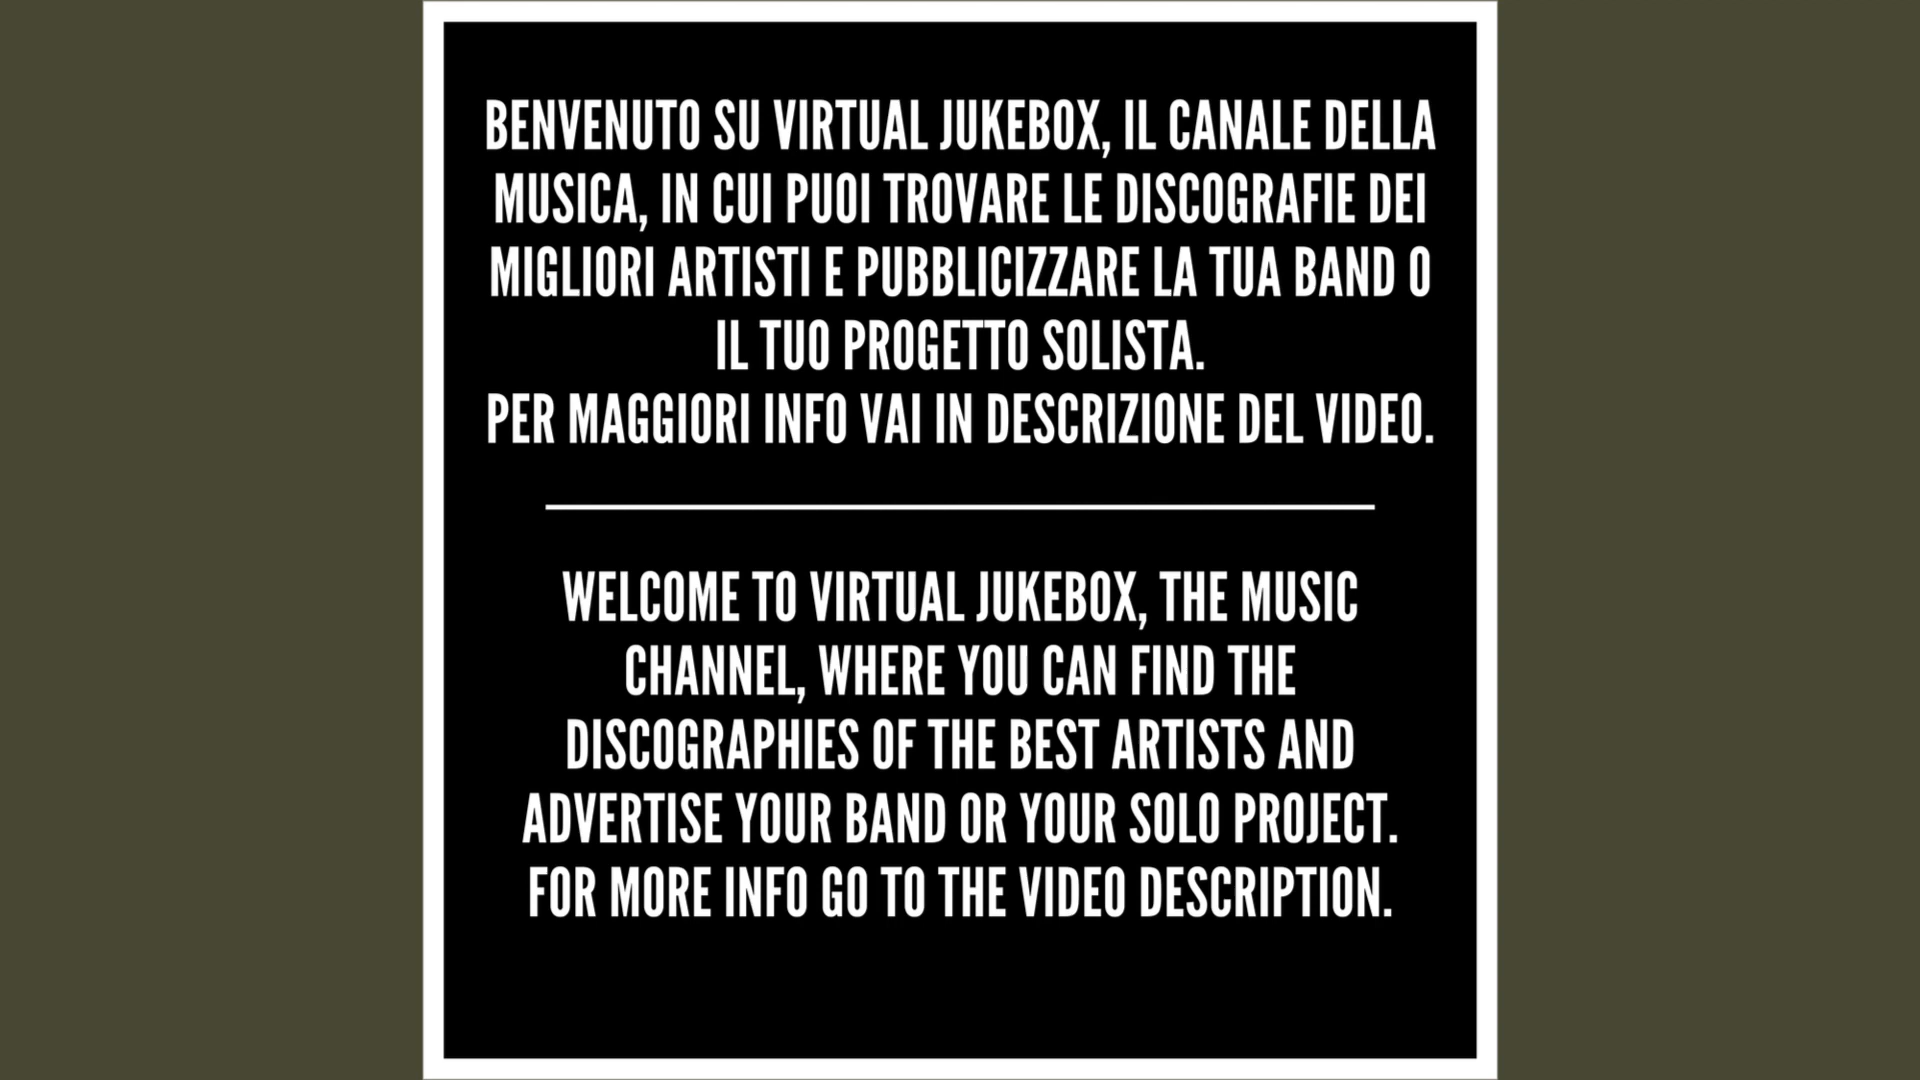 BENVENUTO SU VIRTUAL JUKEBOX, IL CANALE DELLA
MUSICA, IN CUI PUOI TROVARE LE DISCOGRAFIE DEI
MIGLIORI ARTISTI E PUBBLICIZZARE LA TUA BAND O
IL TUO PROGETTO SOLISTA.
PER MAGGIORI INFO VAI IN DESCRIZIONE DEL VIDEO.
WELCOME TO VIRTUAL JUKEBOX, THE MUSIC
CHANNEL, WHERE YOU CAN FIND THE
DISCOGRAPHIES OF THE BEST ARTISTS AND
ADVERTISE YOUR BAND OR YOUR SOLO PROJECT.
FOR MORE INFO GO TO THE VIDEO DESCRIPTION.